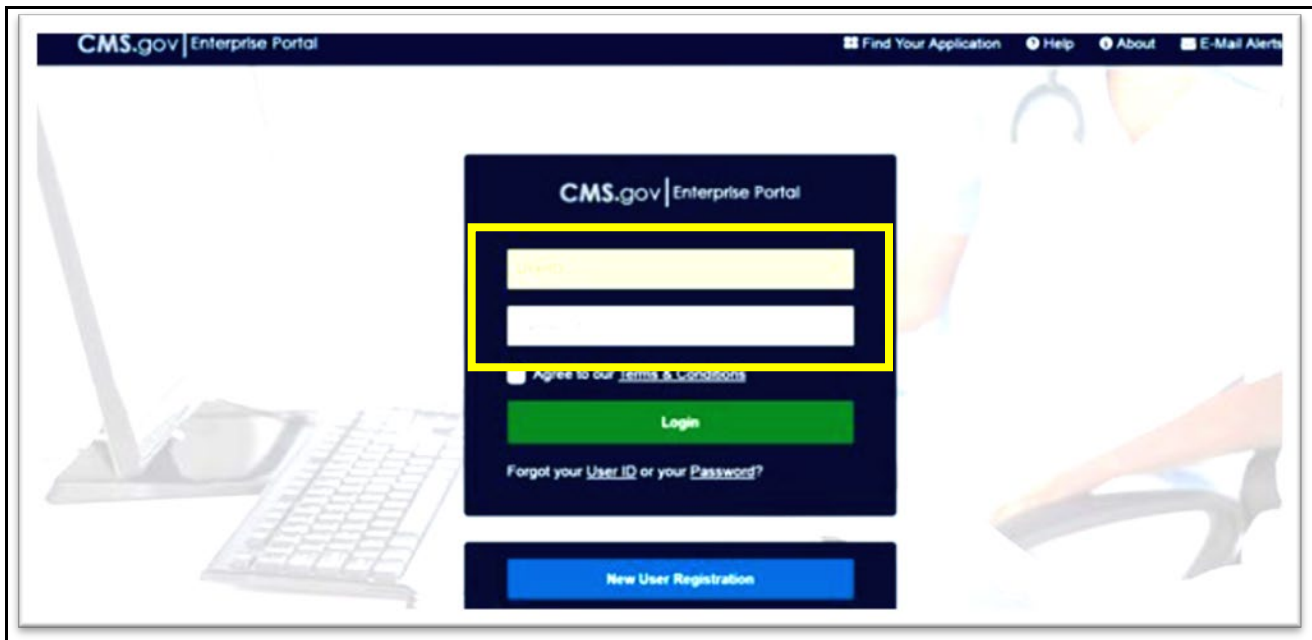 CMS.gov Enterprise Portal
Find Your Application Help About E-Mail Alerts
CMS.gov Enterprise Portal
Agree to our Terms & Conditions
Login
Forgot your User ID or your Password?
New User Registration